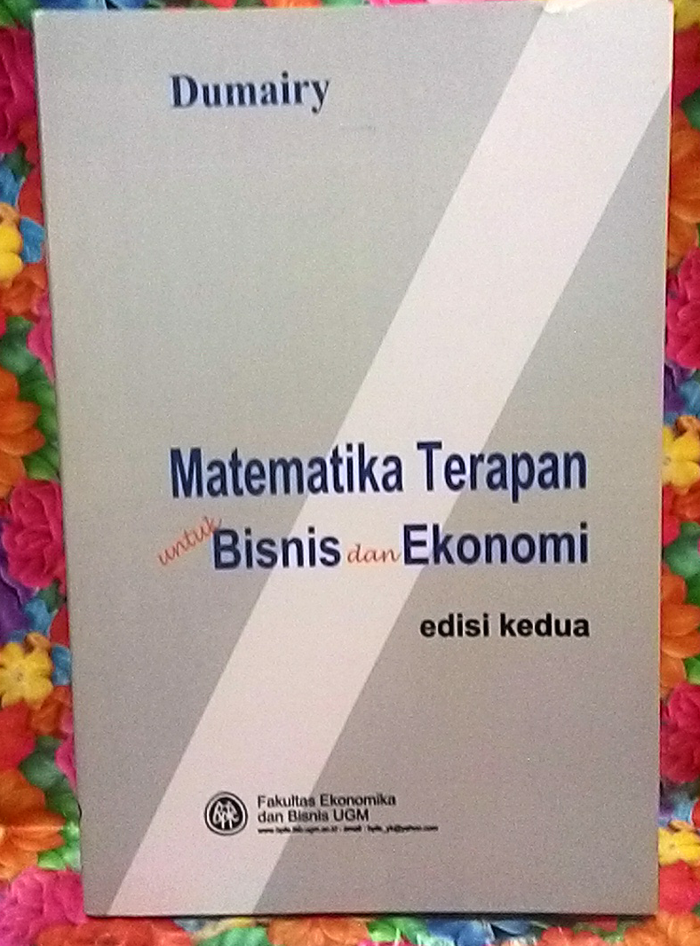 Dumairy
Matematika Terapan
untuk Bisnis dan Ekonomi
edisi kedua
Fakultas Ekonomika
dan Bisnis UGM